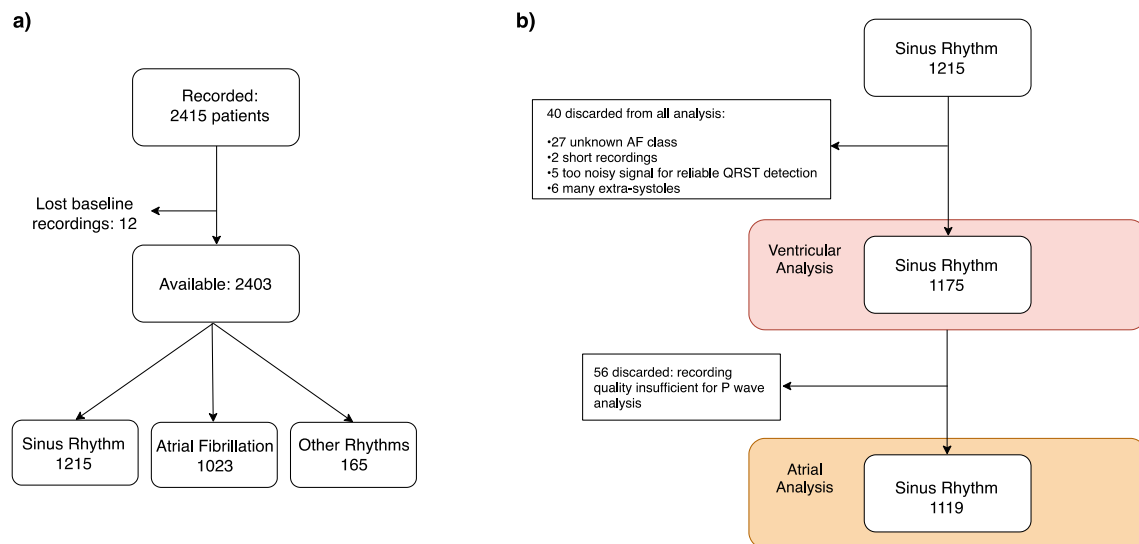 a)
Recorded:
2415 patients
Lost baseline
recordings: 12
Available: 2403
Sinus Rhythm
1215
Atrial Fibrillation
1023
Other Rhythms
165
b)
Sinus Rhythm
1215
40 discarded from all analysis:
•27 unknown AF class
•2 short recordings
•5 too noisy signal for reliable QRST detection
•6 many extra-systoles
Ventricular
Analysis
Sinus Rhythm
1175
56 discarded: recording
quality insufficient for P wave
analysis
Atrial
Analysis
Sinus Rhythm
1119